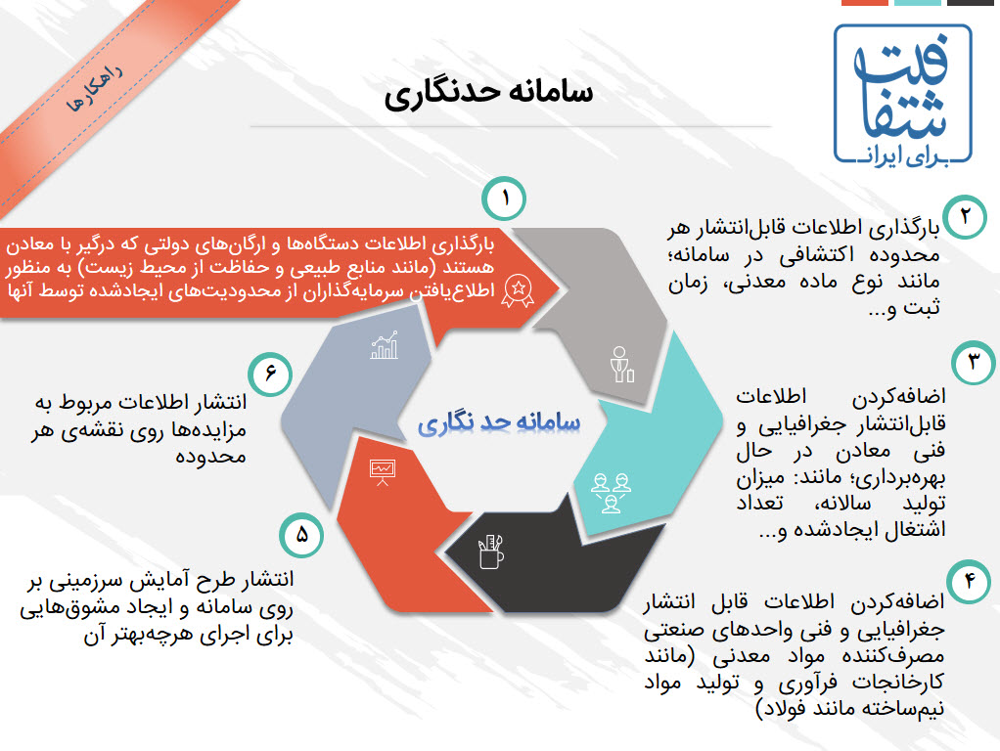 راهکارها
شفافیت
برای ایران
سامانه حدنگاری
۱
بارگذاری اطلاعات دستگاه‌ها و ارگان‌های دولتی که درگیر با معادن
هستند (مانند منابع طبیعی و حفاظت از محیط زیست) به منظور
اطلاع‌یافتن سرمایه‌گذاران از محدودیت‌های ایجادشده توسط آنها
۲
بارگذاری اطلاعات قابل‌انتشار هر
محدوده اکتشافی در سامانه؛
مانند نوع ماده معدنی، زمان
ثبت و...
۳
اضافه‌کردن اطلاعات
قابل‌انتشار جغرافیایی و
فنی معادن در حال
بهره‌برداری؛ مانند: میزان
تولید سالانه، تعداد
اشتغال ایجادشده و...
۴
اضافه‌کردن اطلاعات قابل انتشار
جغرافیایی و فنی واحدهای صنعتی
مصرف‌کننده مواد معدنی (مانند
کارخانجات فرآوری و تولید مواد
نیم‌ساخته مانند فولاد)
۵
انتشار طرح آمایش سرزمینی بر
روی سامانه و ایجاد مشوق‌هایی
برای اجرای هرچه‌بهتر آن
۶
انتشار اطلاعات مربوط به
مزایده‌ها روی نقشه‌ی هر
محدوده
سامانه حد نگاری